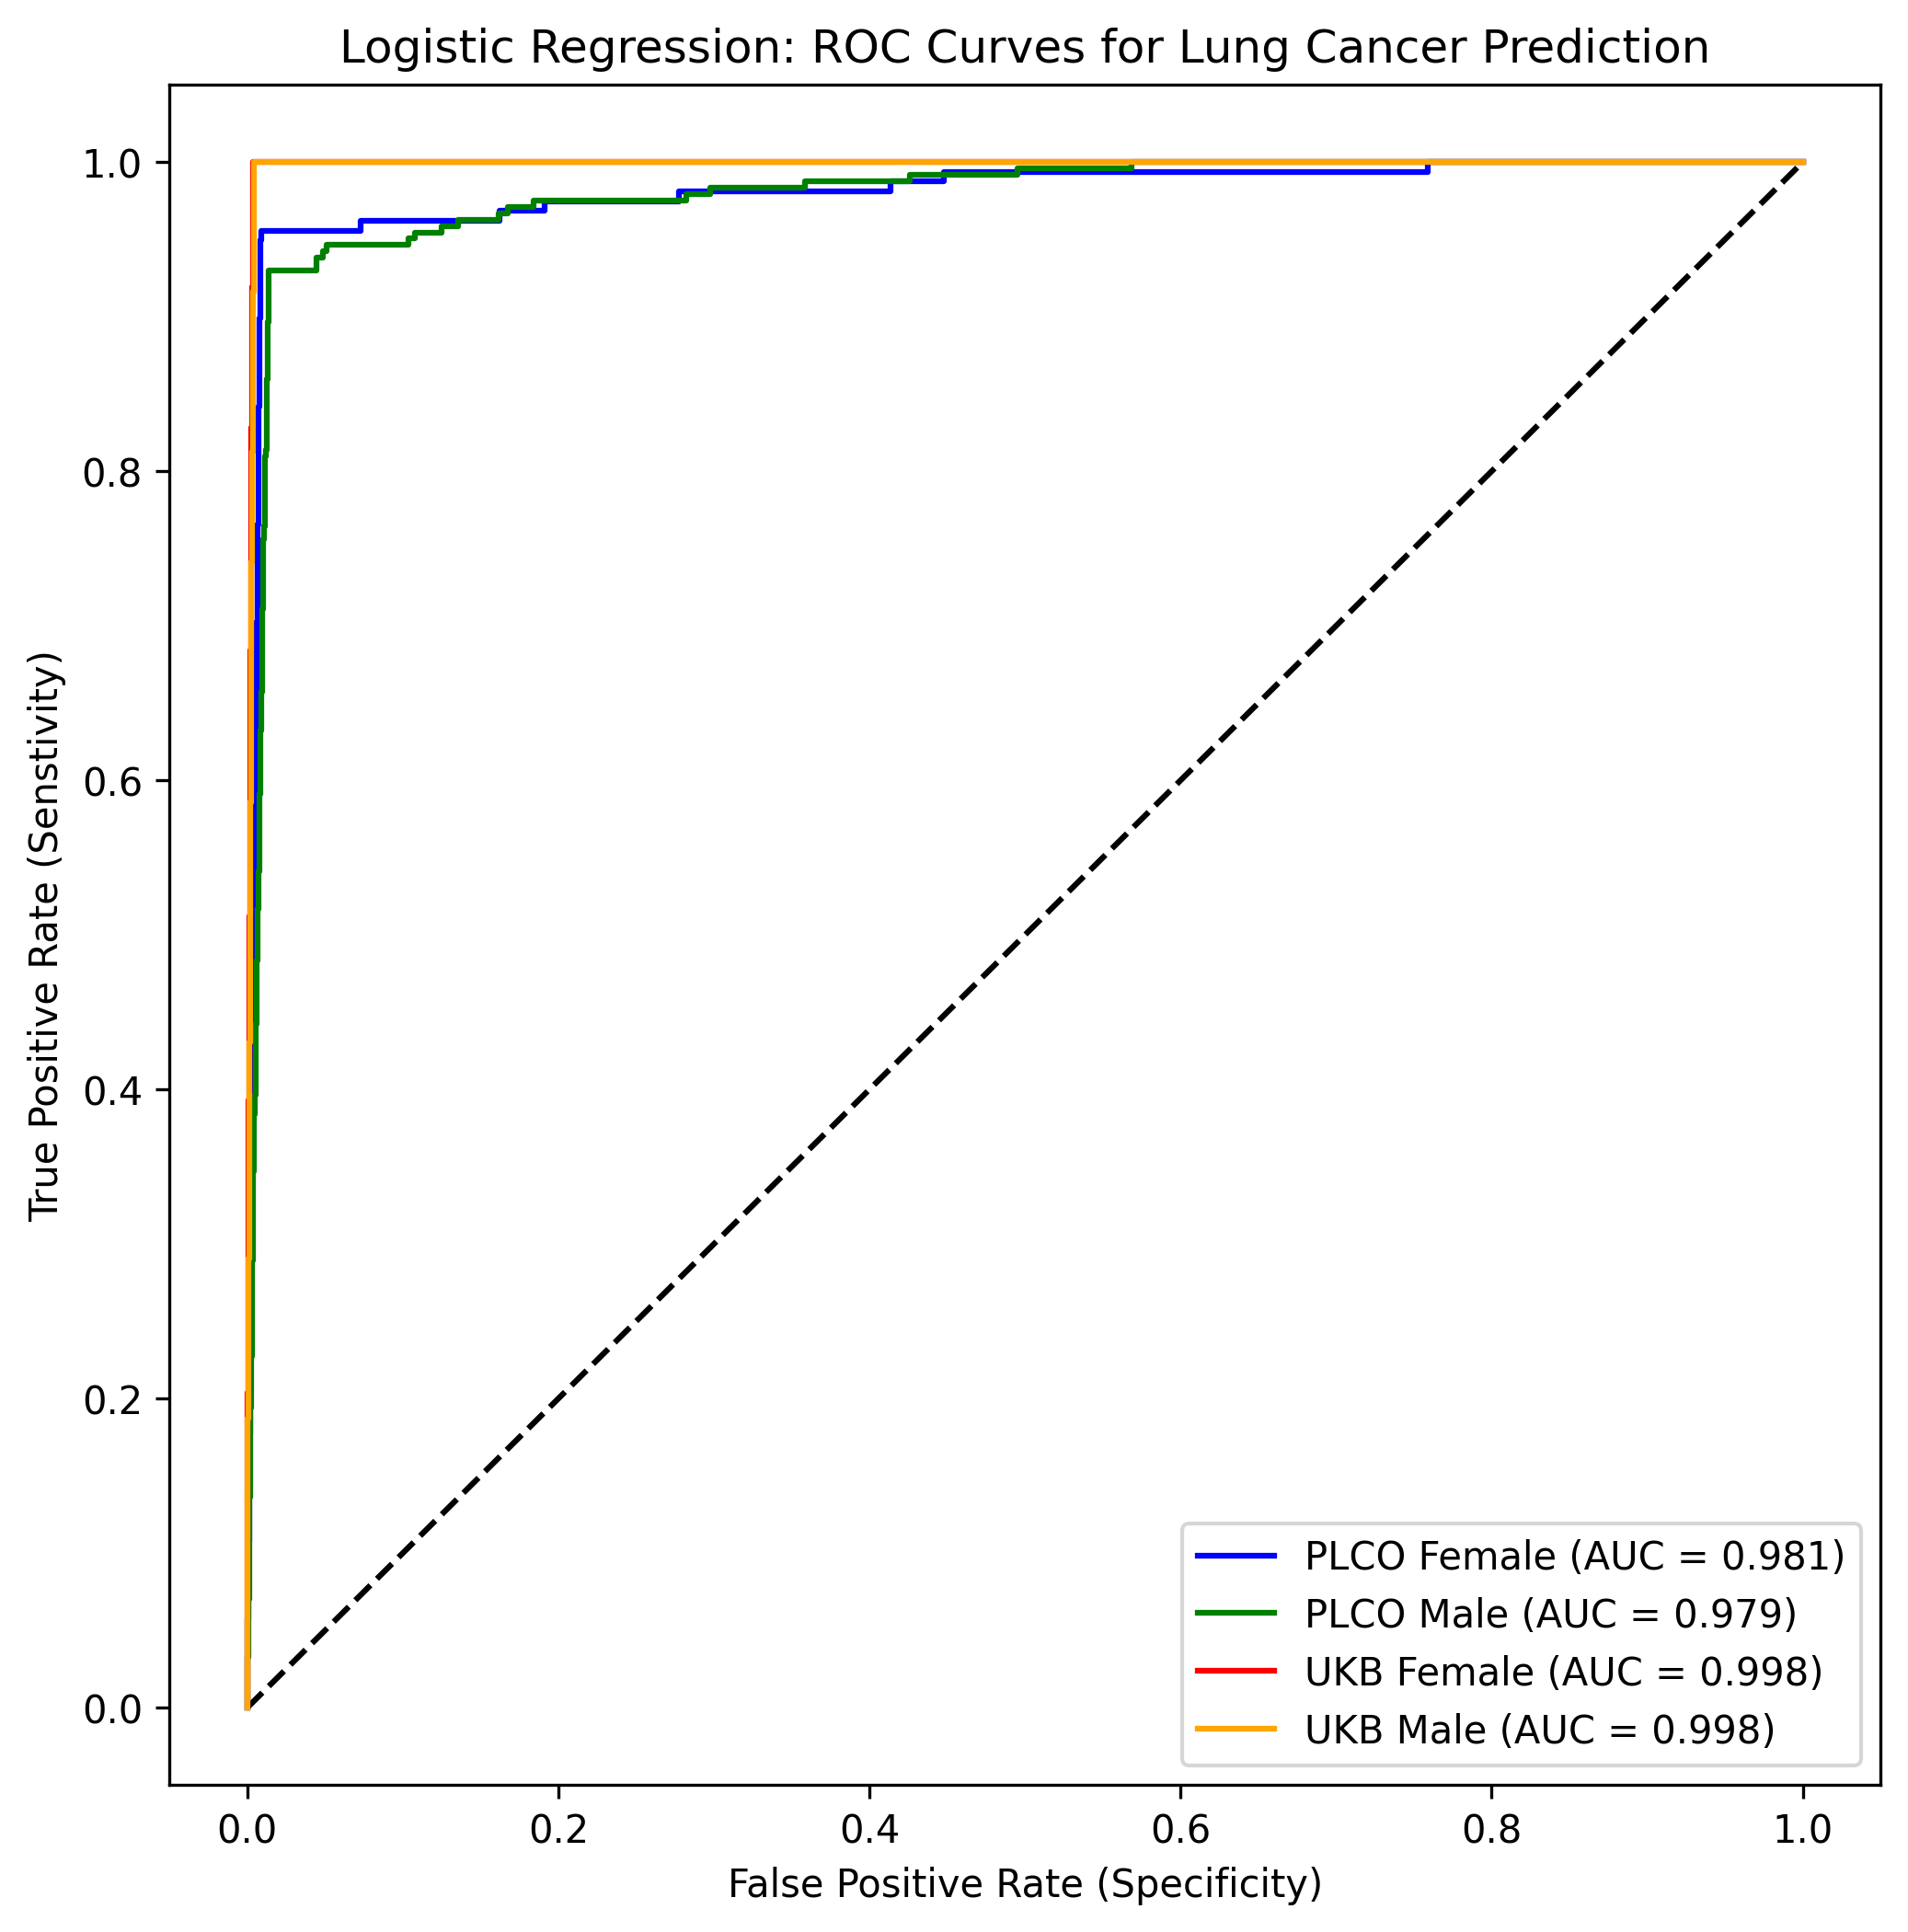 Logistic Regression: ROC Curves for Lung Cancer Prediction
True Positive Rate (Senstivity)
1.0
0.8
0.6
0.4
0.2
0.0
PLCO Female (AUC = 0.981)
PLCO Male (AUC = 0.979)
UKB Female (AUC = 0.998)
UKB Male (AUC = 0.998)
0.0 0.2 0.4 0.6 0.8 1.0
False Positive Rate (Specificity)